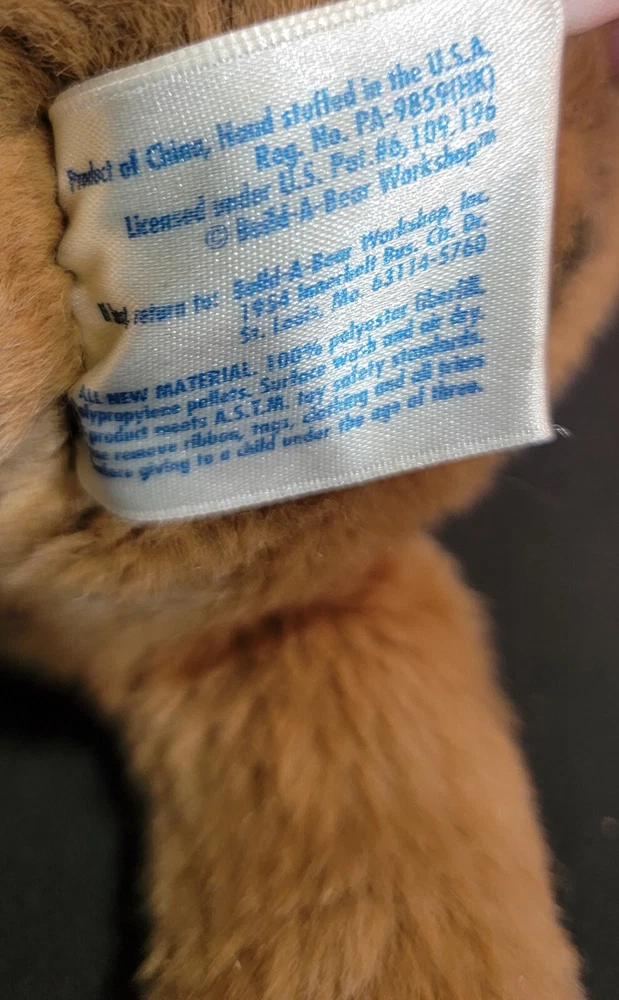 Product of China, Hand stuffed in the U.S.A.
Reg. No. PA-9859(HK)
Licensed under U.S. Pat.#6,109,196
© Build-A-Bear Workshop™
return to: Build-A-Bear Workshop, Inc.
1954 Innerbelt Bus. Ctr. Dr.
St. Louis, Mo. 63114-5760
ALL NEW MATERIAL. 100% polyester fiberfill,
polypropylene pellets. Surface wash and air dry
product meets A.S.T.M. toy safety standards.
remove ribbon, tags, clothing and all trims
giving to a child under the age of three.